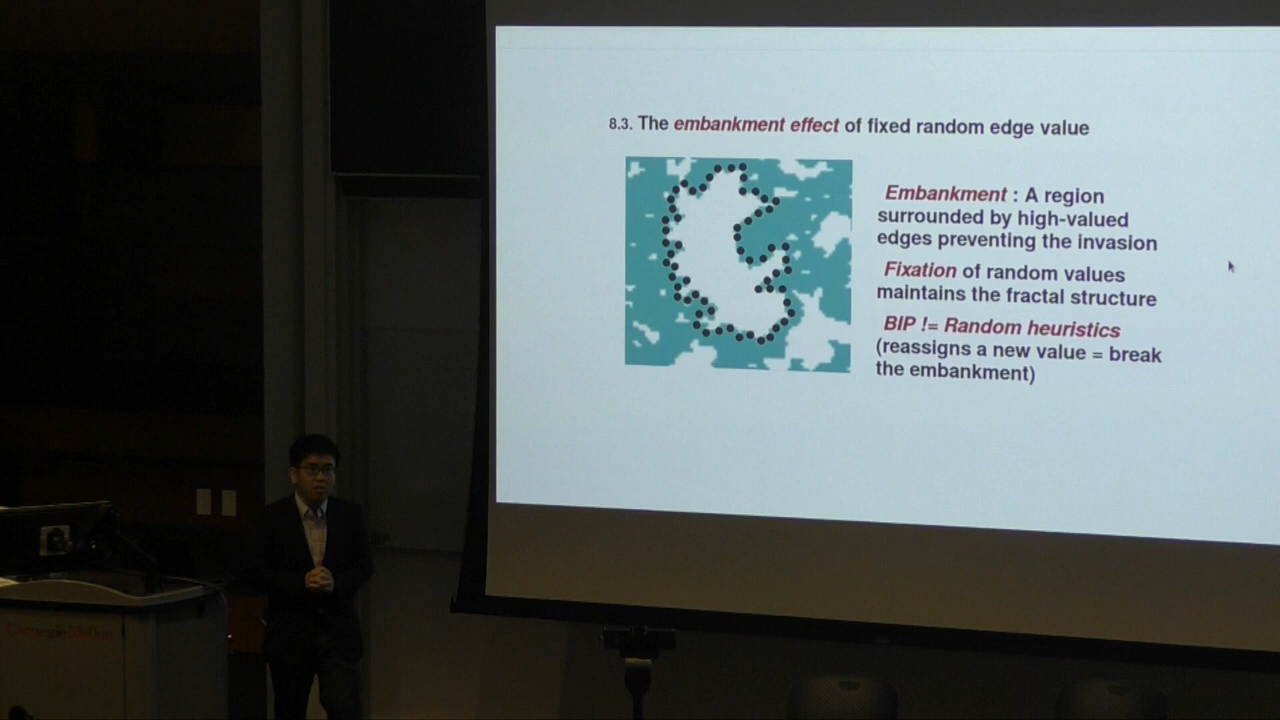 8.3. The embankment effect of fixed random edge value
Embankment : A region
surrounded by high-valued
edges preventing the invasion
Fixation of random values
maintains the fractal structure
BIP != Random heuristics
(reassigns a new value = break
the embankment)
Carnegie Mellon